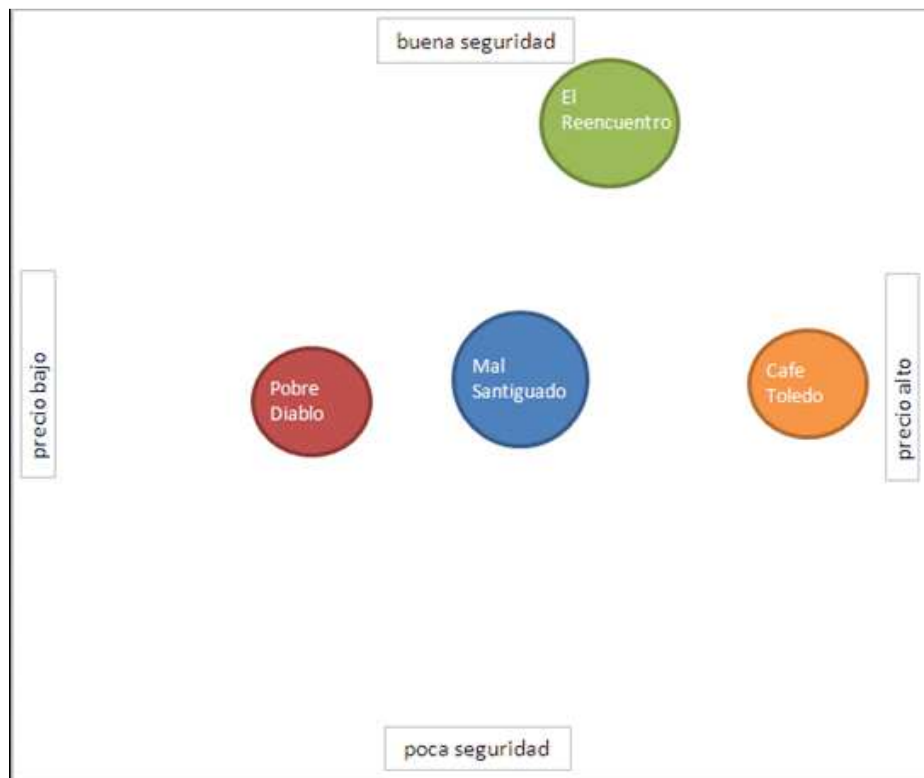 buena seguridad
El
Reencuentro
precio bajo
Pobre
Diablo
Mal
Santiguado
Cafe
Toledo
precio alto
poca seguridad